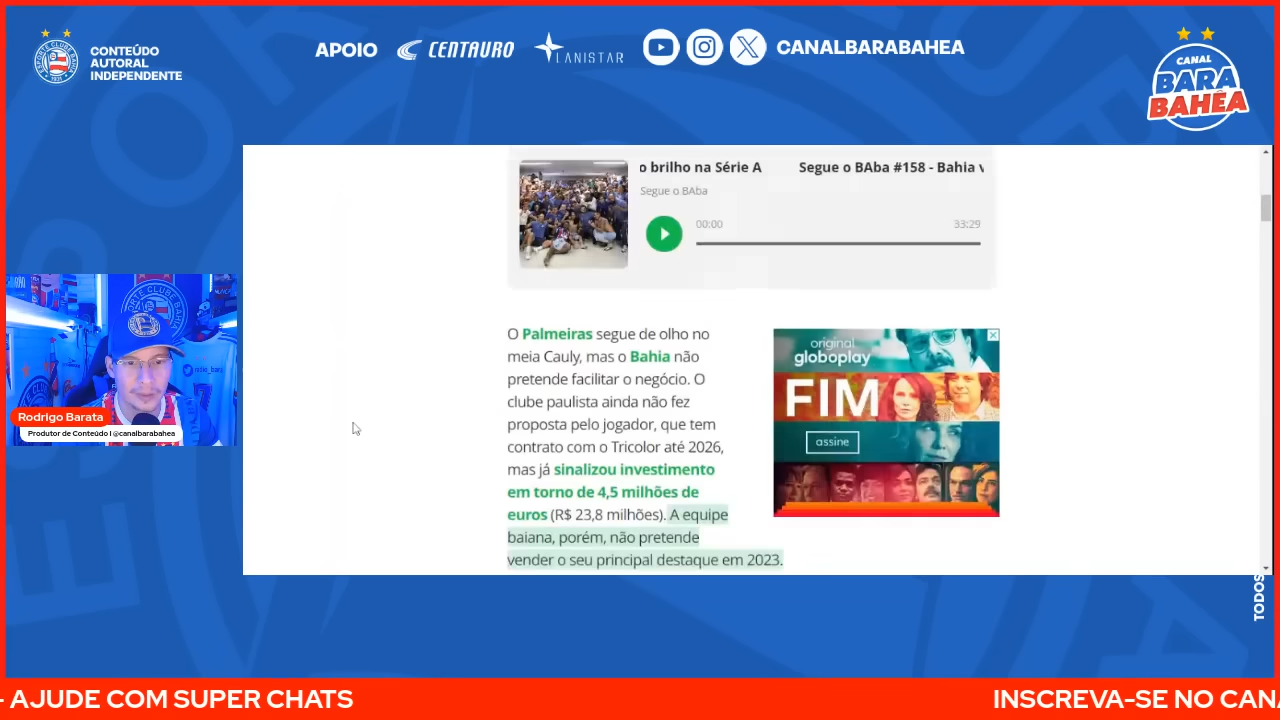 CONTEÚDO
AUTORAL
INDEPENDENTE
APOIO
CENTAURO
LANISTAR
CANALBARABAHEA
CANAL
BARA
BAHÊA
o brilho na Série A
Segue o BAba #158 - Bahia v
Segue o BAba
00:00
33:29
O Palmeiras segue de olho no
meia Cauly, mas o Bahia não
pretende facilitar o negócio. O
clube paulista ainda não fez
proposta pelo jogador, que tem
contrato com o Tricolor até 2026,
mas já sinalizou investimento
em torno de 4,5 milhões de
euros (R$ 23,8 milhões). A equipe
baiana, porém, não pretende
vender o seu principal destaque em 2023.
original
globoplay
FIM
assine
Rodrigo Barata
Produtor de Conteúdo | @canalbarabahea
TODOS
- AJUDE COM SUPER CHATS
INSCREVA-SE NO CANA